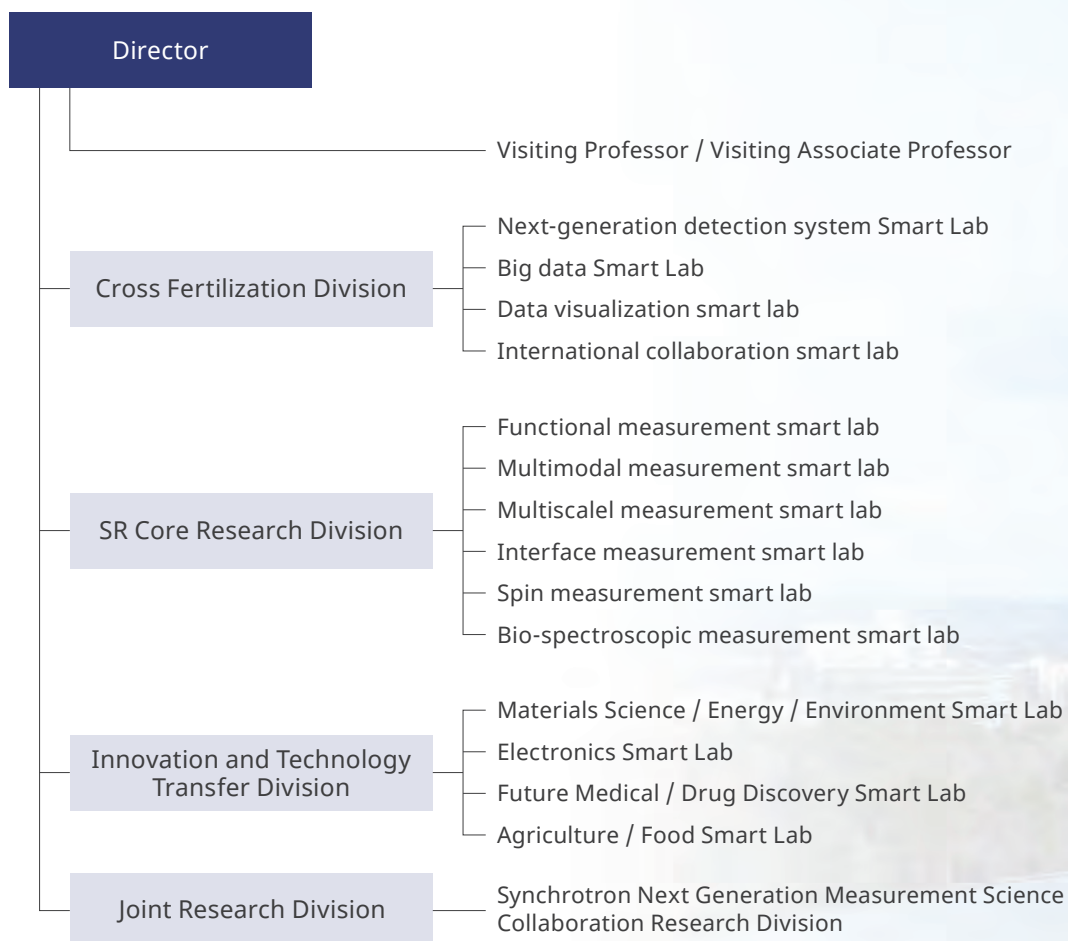 Director
Visiting Professor / Visiting Associate Professor
Cross Fertilization Division
Next-generation detection system Smart Lab
Big data Smart Lab
Data visualization smart lab
International collaboration smart lab
SR Core Research Division
Functional measurement smart lab
Multimodal measurement smart lab
Multiscalel measurement smart lab
Interface measurement smart lab
Spin measurement smart lab
Bio-spectroscopic measurement smart lab
Innovation and Technology
Transfer Division
Materials Science / Energy / Environment Smart Lab
Electronics Smart Lab
Future Medical / Drug Discovery Smart Lab
Agriculture / Food Smart Lab
Joint Research Division
Synchrotron Next Generation Measurement Science
Collaboration Research Division